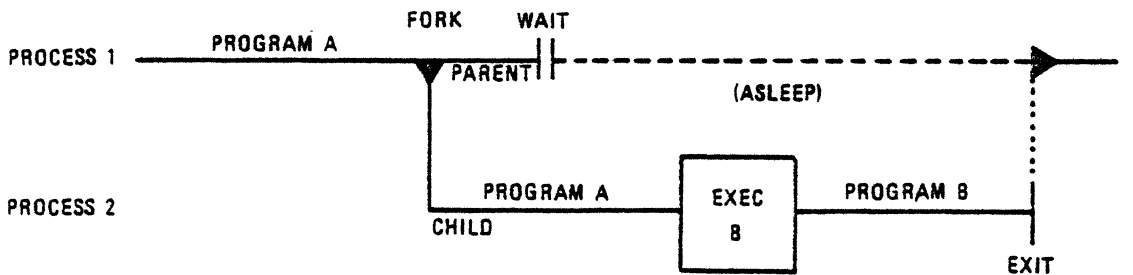 FORK WAIT
PROCESS 1 PROGRAM A
PARENT
(ASLEEP)
PROCESS 2 PROGRAM A EXEC B PROGRAM B
CHILD
EXIT